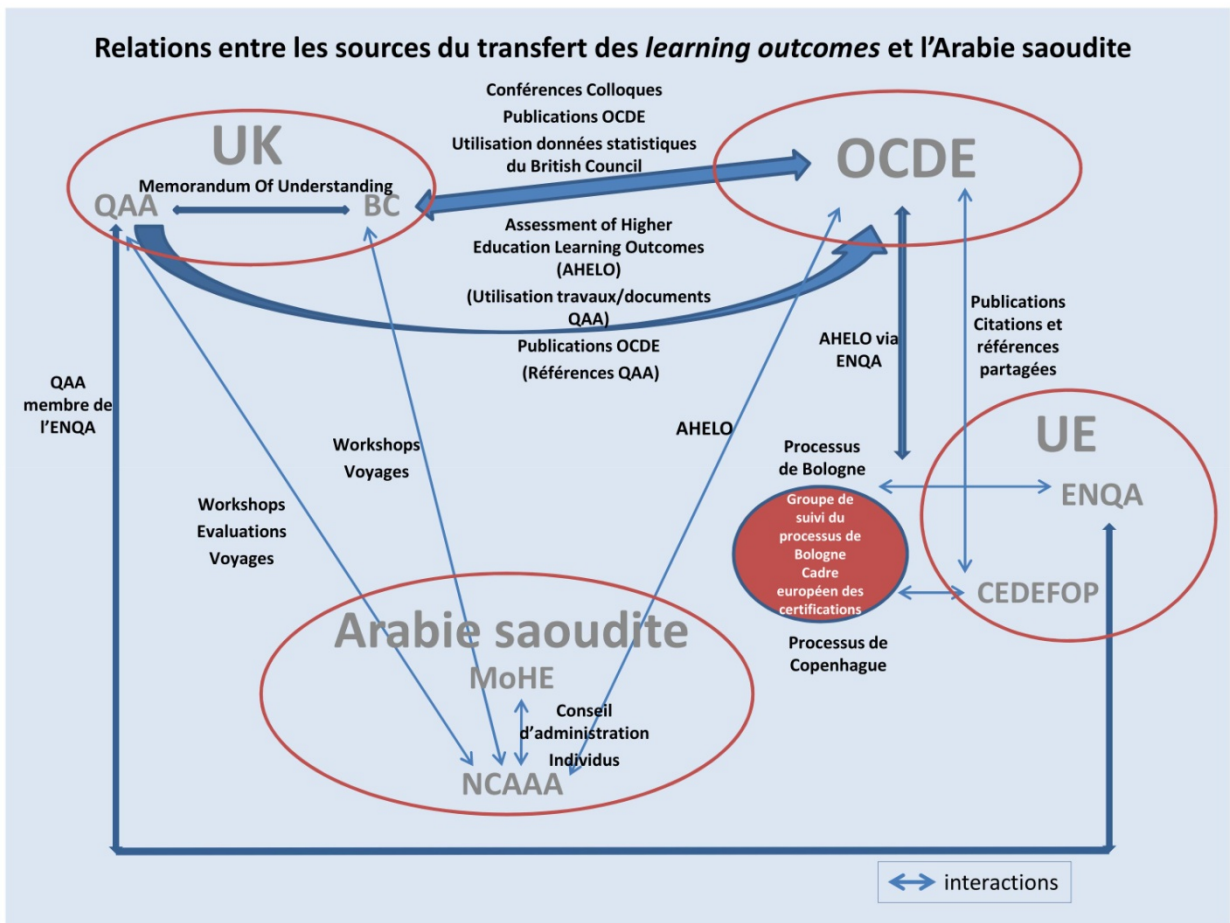 Relations entre les sources du transfert des learning outcomes et l'Arabie saoudite
Conférences Colloques
Publications OCDE
Utilisation données statistiques
du British Council
UK
Memorandum Of Understanding
QAA
BC
OCDE
Assessment of Higher
Education Learning Outcomes
(AHELO)
(Utilisation travaux/documents
QAA)
Publications OCDE
(Références QAA)
AHELO via
ENQA
Publications
Citations et
références
partagées
QAA
membre de
l'ENQA
Workshops
Voyages
AHELO
Workshops
Evaluations
Voyages
Processus
de Bologne
Groupe de
suivi du
processus de
Bologne
Cadre
européen des
certifications
Processus de
Copenhague
UE
ENQA
CEDEFOP
Arabie saoudite
MoHE
Conseil
d'administration
Individus
NCAAA
interactions